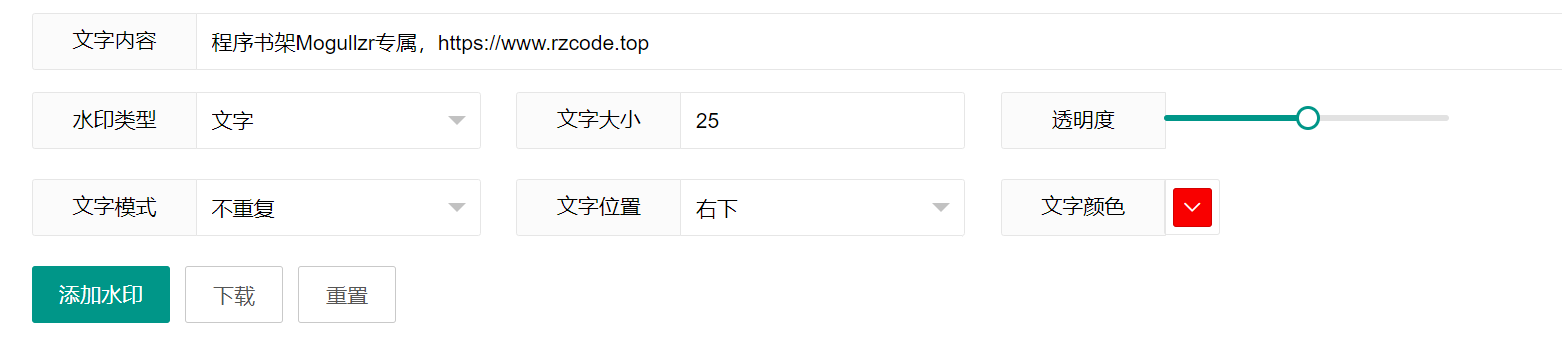 文字内容 程序书架Mogullzr专属，https://www.rzcode.top
水印类型 文字 文字大小 25 透明度
文字模式 不重复 文字位置 右下 文字颜色
添加水印 下载 重置